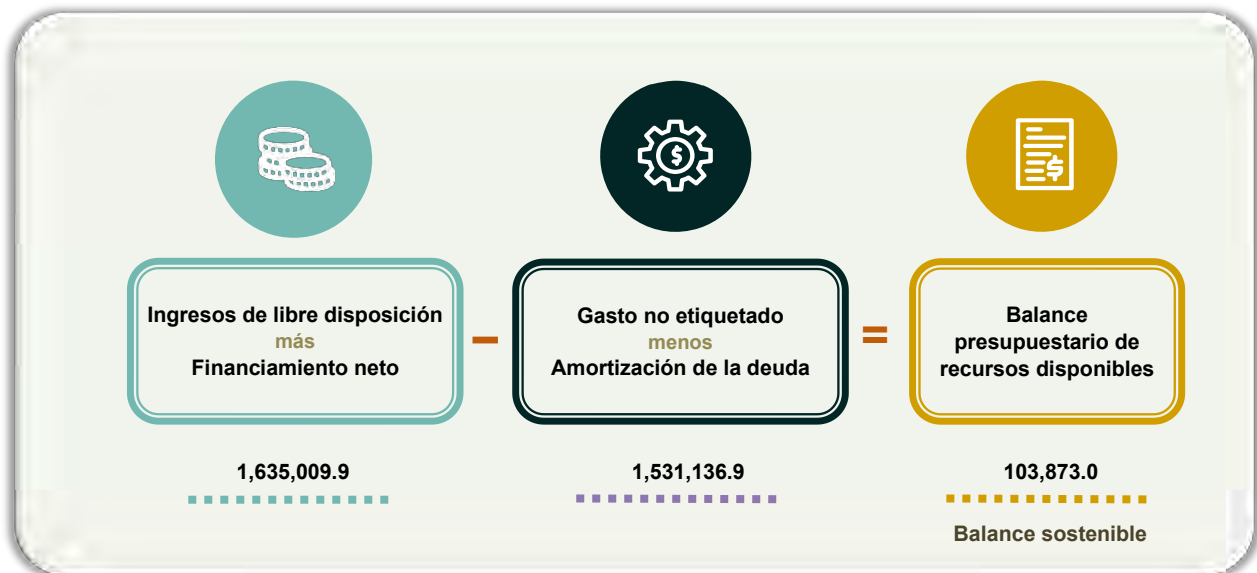 Ingresos de libre disposición
más
Financiamiento neto
−
Gasto no etiquetado
menos
Amortización de la deuda
=
Balance
presupuestario de
recursos disponibles
1,635,009.9
1,531,136.9
103,873.0
Balance sostenible